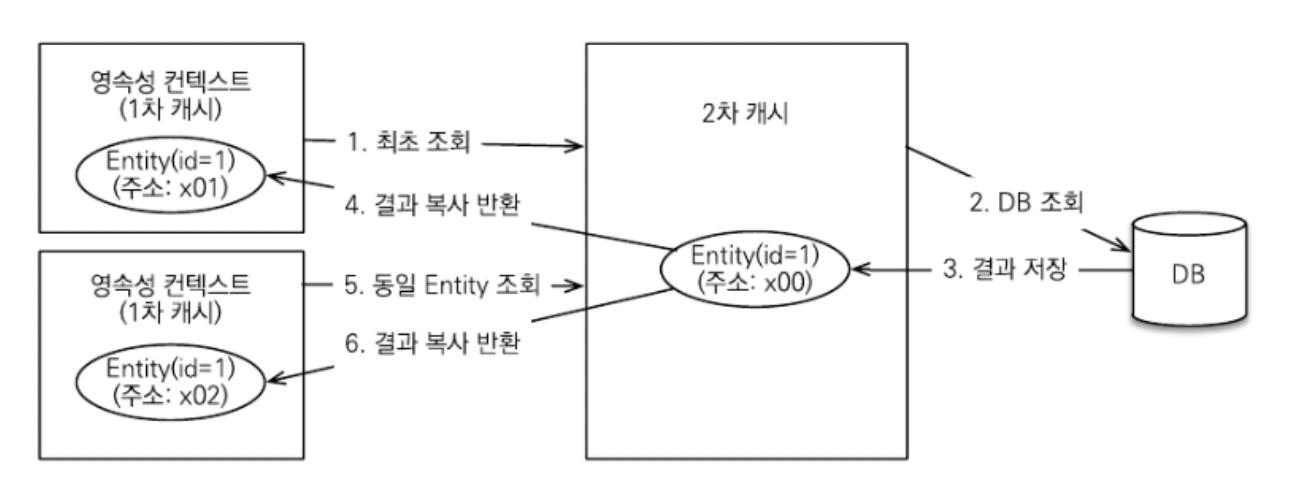 영속성 컨텍스트
(1차 캐시)
Entity(id=1)
(주소: x01)
1. 최초 조회
4. 결과 복사 반환
영속성 컨텍스트
(1차 캐시)
Entity(id=1)
(주소: x02)
5. 동일 Entity 조회
6. 결과 복사 반환
2차 캐시
Entity(id=1)
(주소: x00)
2. DB 조회
3. 결과 저장
DB